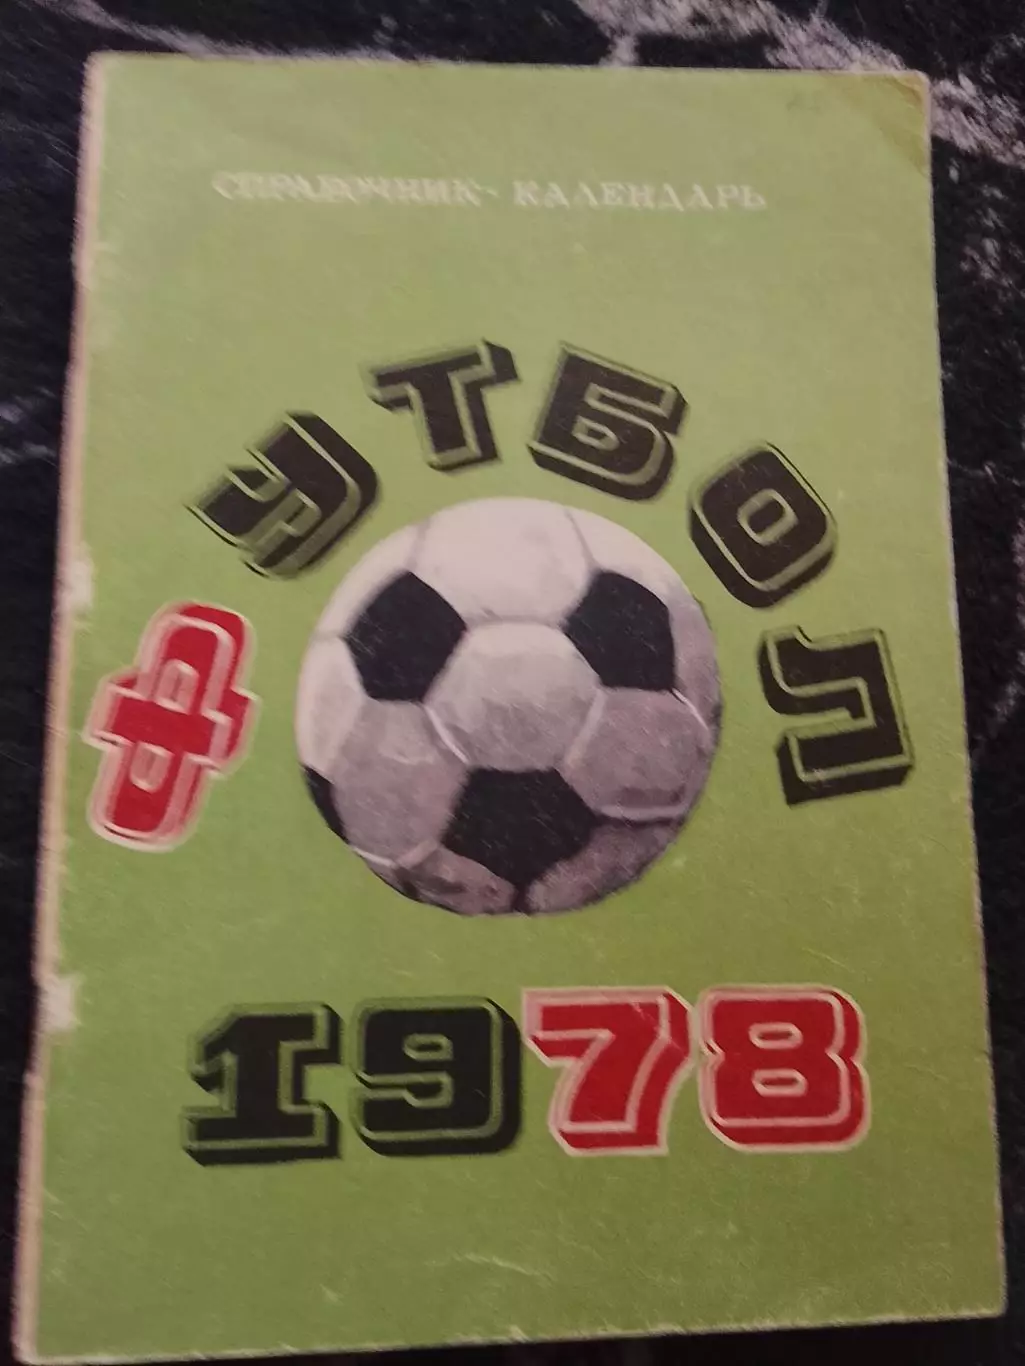 СПРАВОЧНИК-КАЛЕНДАРЬ
ФУТБОЛ
1978